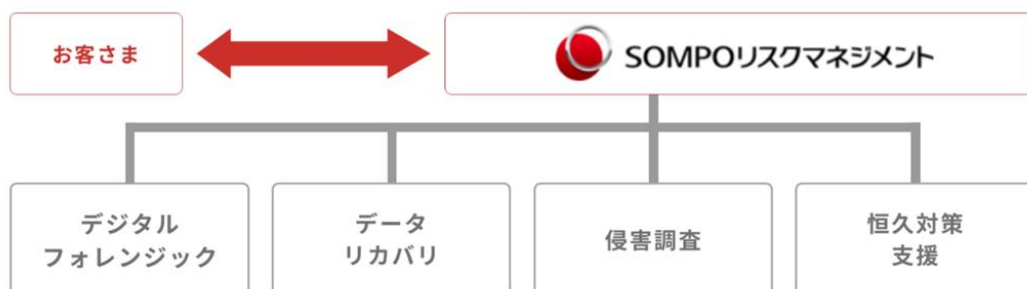 お客さま
SOMPOリスクマネジメント
デジタル
フォレンジック
データ
リカバリ
侵害調査
恒久対策
支援